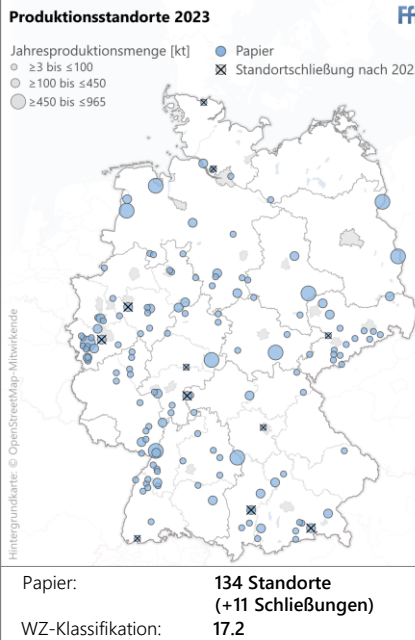 Produktionsstandorte 2023
Ff
Jahresproduktionsmenge [kt]
≥3 bis ≤100
≥100 bis ≤450
≥450 bis ≤965
Papier
Standortschließung nach 202
Hintergrundkarte: © OpenStreetMap-Mitwirkende
Papier: 134 Standorte
(+11 Schließungen)
WZ-Klassifikation: 17.2